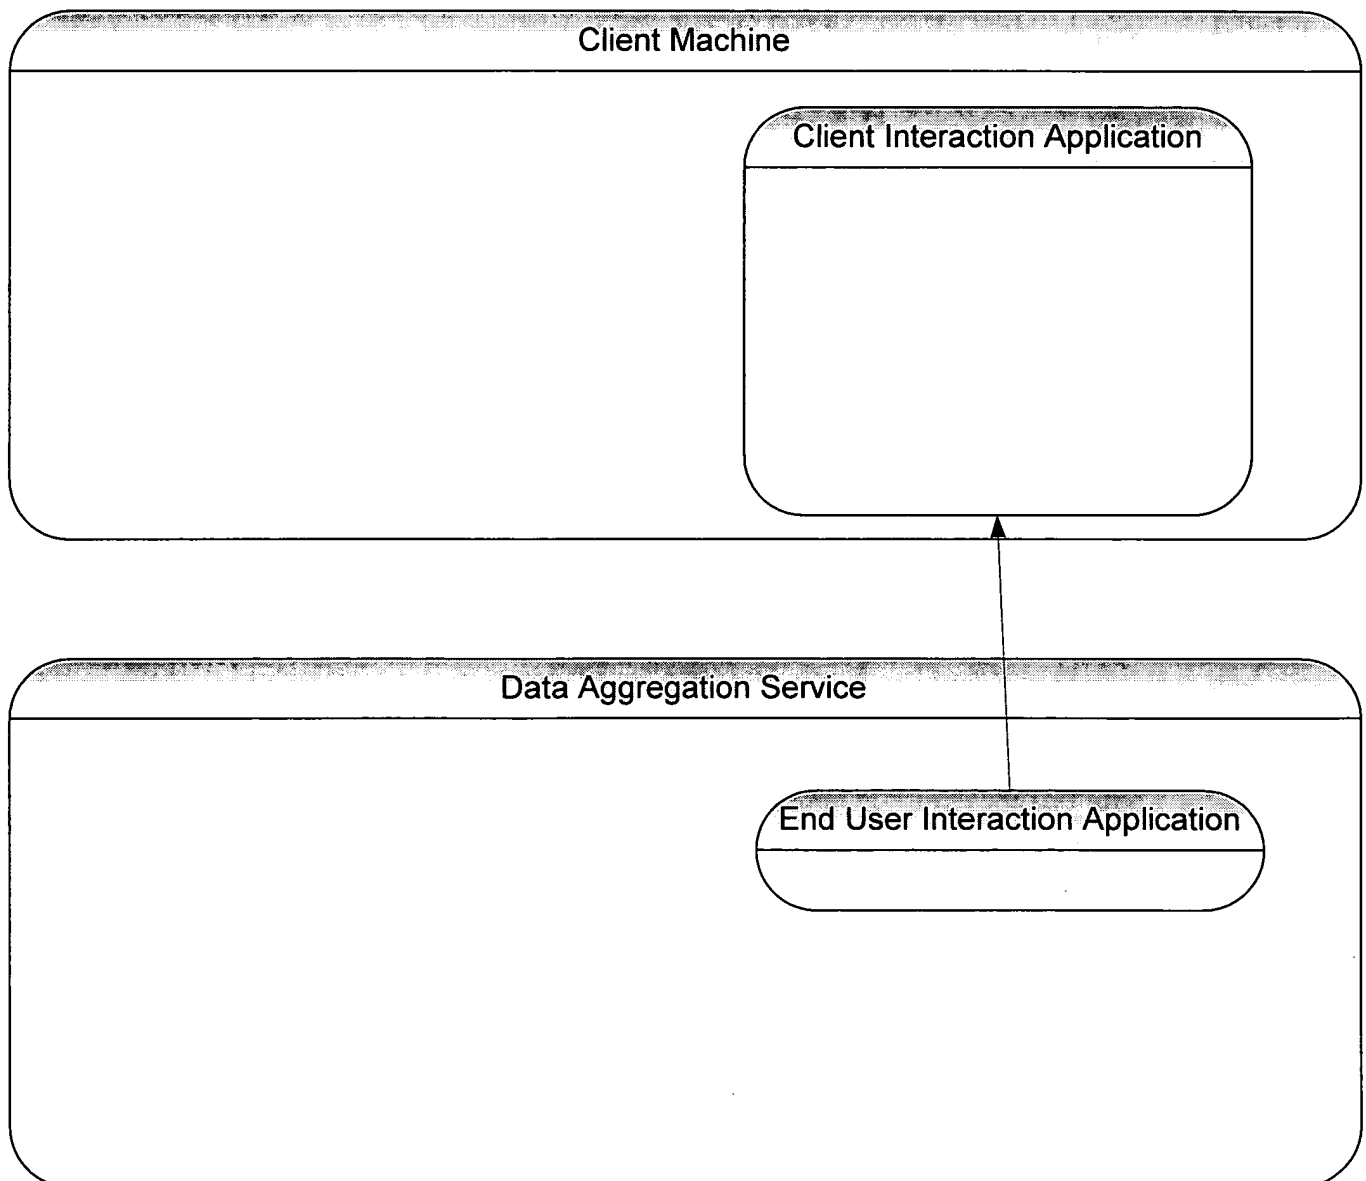 Client Machine
Client Interaction Application
Data Aggregation Service
End User Interaction Application